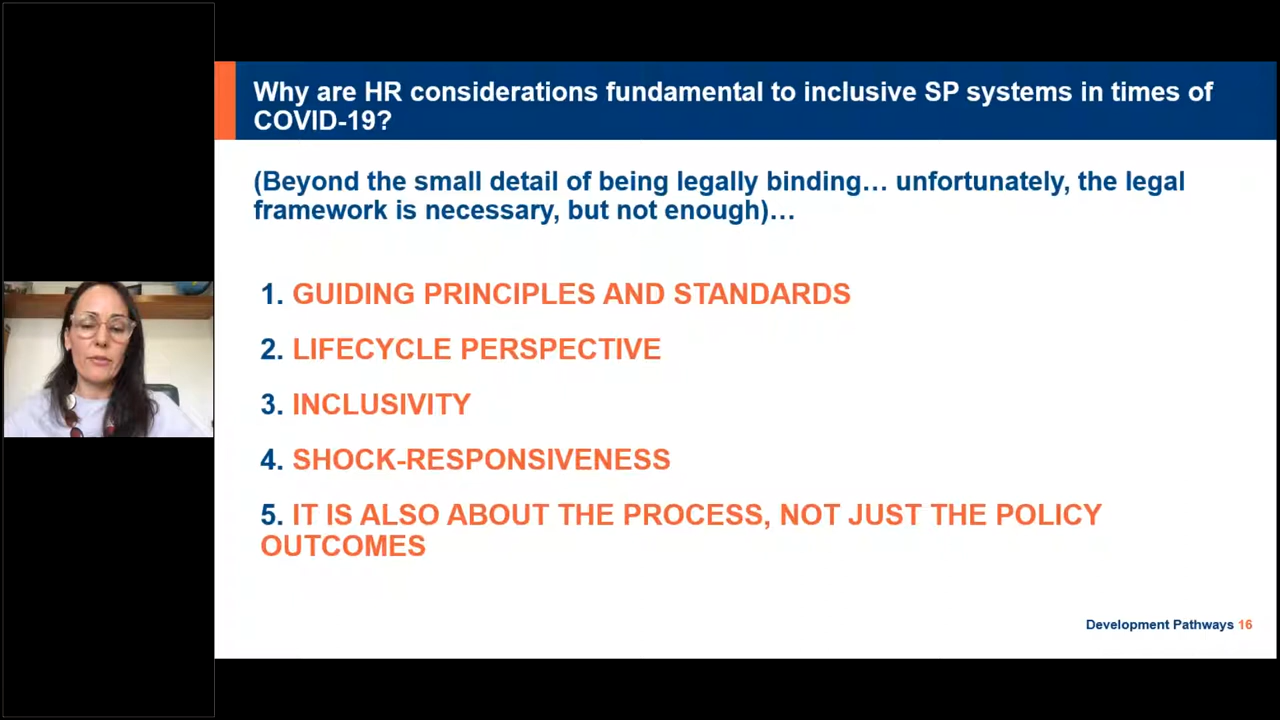 Why are HR considerations fundamental to inclusive SP systems in times of
COVID-19?
(Beyond the small detail of being legally binding… unfortunately, the legal
framework is necessary, but not enough)…
1. GUIDING PRINCIPLES AND STANDARDS
2. LIFECYCLE PERSPECTIVE
3. INCLUSIVITY
4. SHOCK-RESPONSIVENESS
5. IT IS ALSO ABOUT THE PROCESS, NOT JUST THE POLICY
OUTCOMES
Development Pathways 16